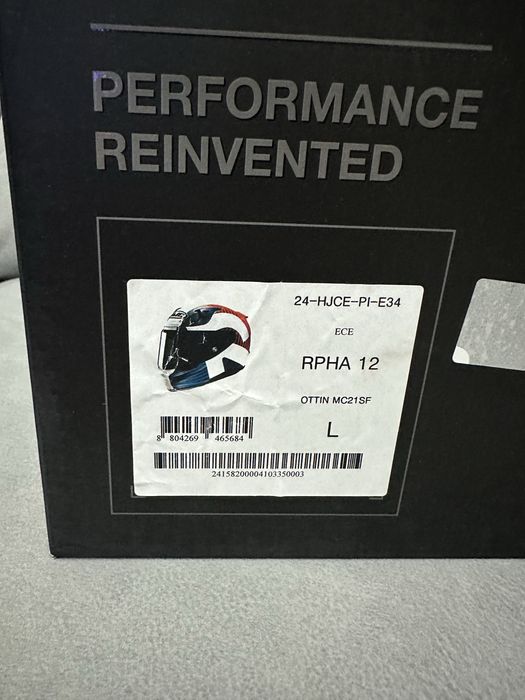 PERFORMANCE
REINVENTED
24-HJCE-PI-E34
ECE
RPHA 12
OTTIN MC21SF
L
8 804269 465684
24158200004103350003